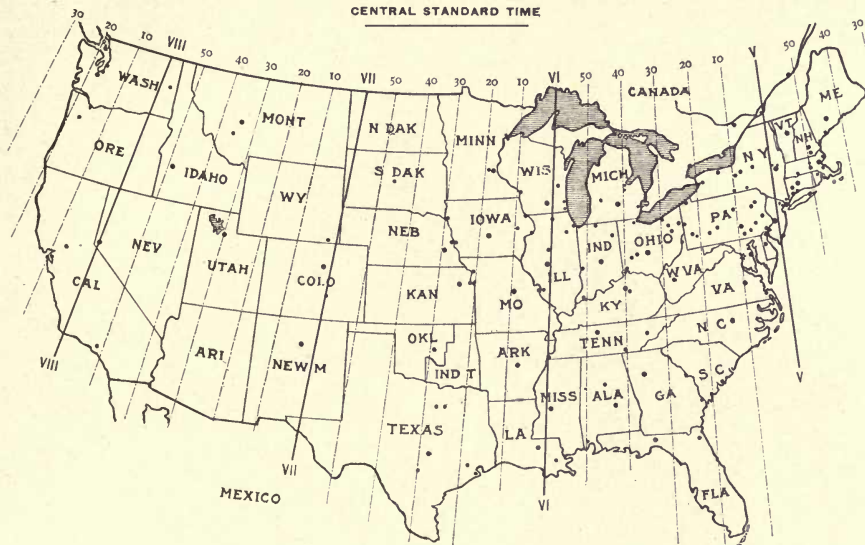 CENTRAL STANDARD TIME
30 20 10 VIII 50 40 30 20 10 VII 50 40 30 20 10 VI 50 40 30 20 10 V 50 40 30
CANADA
WASH
MONT
N DAK
MINN
ME
VT
NH
ORE
IDAHO
S DAK
WIS
MICH
N Y
WY
IOWA
PA
NEV
NEB
OHIO
IND
UTAH
COLO
ILL
W VA
CAL
KAN
MO
VA
KY
N C
TENN
VIII
ARI
NEW M
OKL
IND T
ARK
S C
V
MISS
ALA
GA
TEXAS
LA
VII
MEXICO
VI
FLA